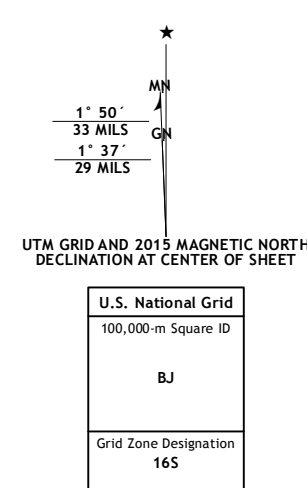 MN
1° 50´
33 MILS
GN
1° 37´
29 MILS
UTM GRID AND 2015 MAGNETIC NORTH
DECLINATION AT CENTER OF SHEET
U.S. National Grid
100,000-m Square ID
BJ
Grid Zone Designation
16S